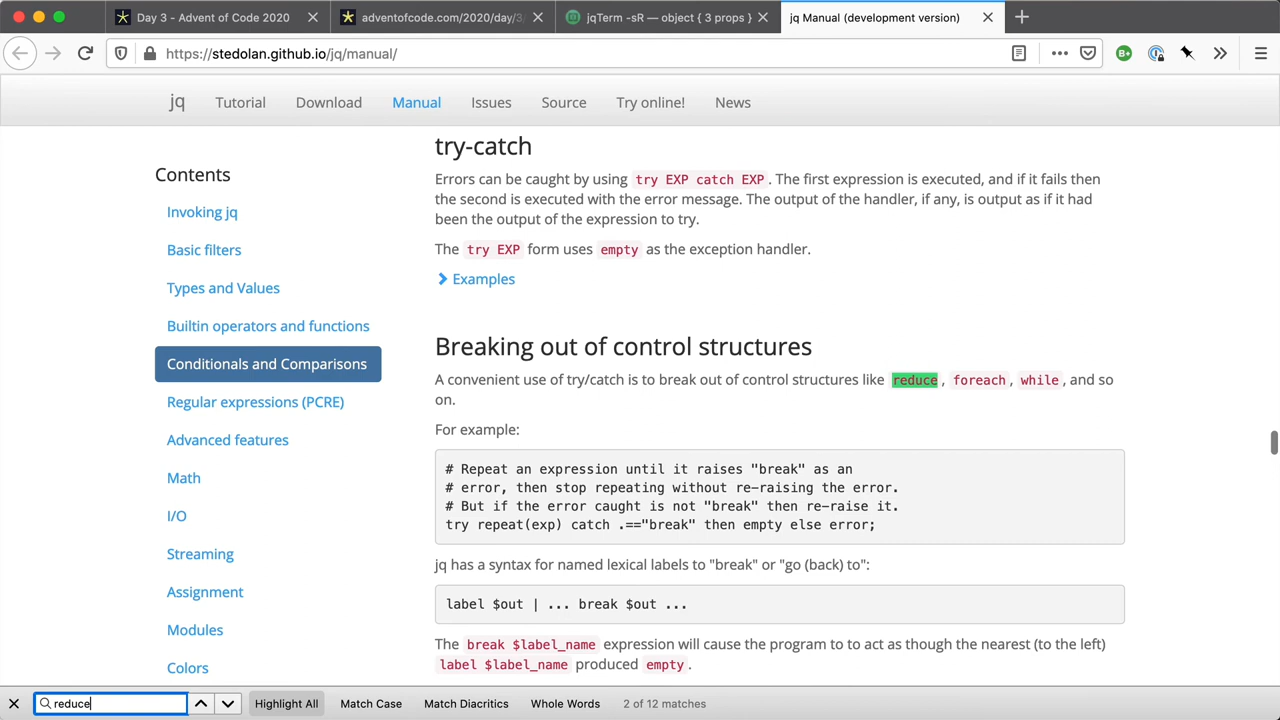 Day 3 - Advent of Code 2020
adventofcode.com/2020/day/3/
jqTerm -sR — object { 3 props }
jq Manual (development version)
https://stedolan.github.io/jq/manual/
jq Tutorial Download Manual Issues Source Try online! News
Contents
Invoking jq
Basic filters
Types and Values
Builtin operators and functions
Conditionals and Comparisons
Regular expressions (PCRE)
Advanced features
Math
I/O
Streaming
Assignment
Modules
Colors
try-catch
Errors can be caught by using try EXP catch EXP. The first expression is executed, and if it fails then
the second is executed with the error message. The output of the handler, if any, is output as if it had
been the output of the expression to try.
The try EXP form uses empty as the exception handler.
Examples
Breaking out of control structures
A convenient use of try/catch is to break out of control structures like reduce, foreach, while, and so
on.
For example:
# Repeat an expression until it raises "break" as an
# error, then stop repeating without re-raising the error.
# But if the error caught is not "break" then re-raise it.
try repeat(exp) catch .=="break" then empty else error;
jq has a syntax for named lexical labels to "break" or "go (back) to":
label $out | ... break $out ...
The break $label_name expression will cause the program to to act as though the nearest (to the left)
label $label_name produced empty.
reduce Highlight All Match Case Match Diacritics Whole Words 2 of 12 matches